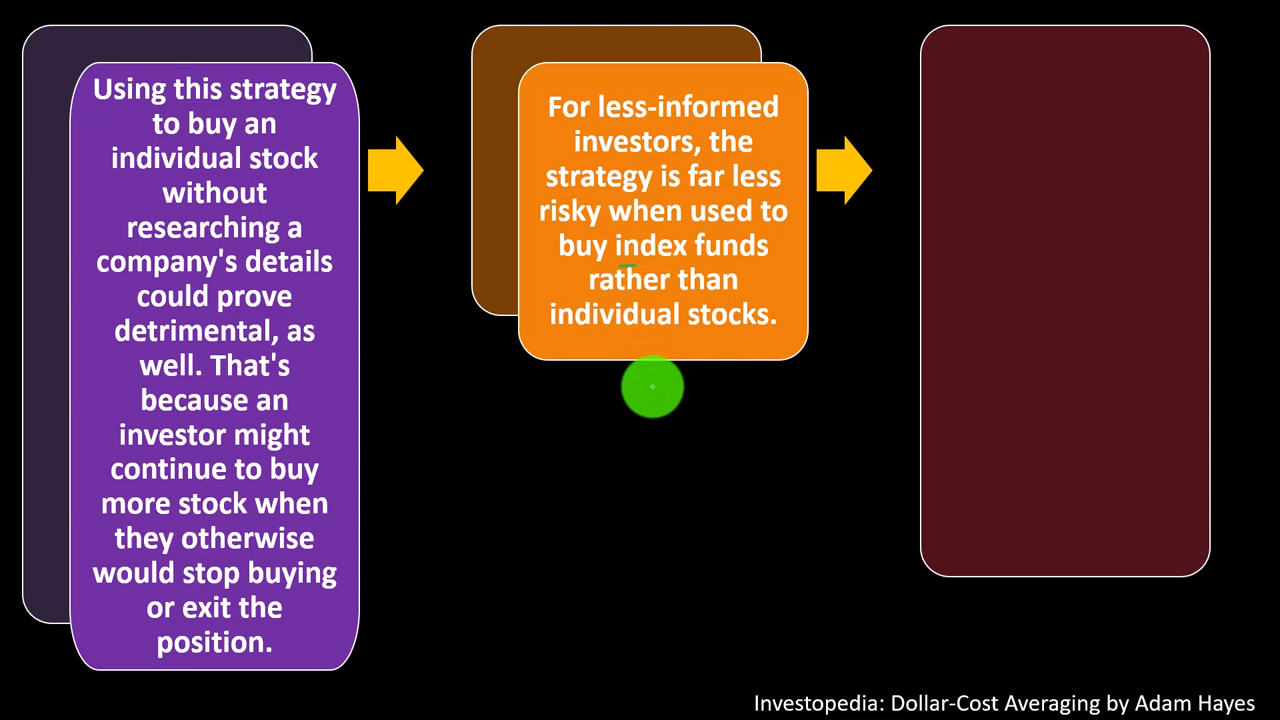 Using this strategy
to buy an
individual stock
without
researching a
company's details
could prove
detrimental, as
well. That's
because an
investor might
continue to buy
more stock when
they otherwise
would stop buying
or exit the
position.
For less-informed
investors, the
strategy is far less
risky when used to
buy index funds
rather than
individual stocks.
Investopedia: Dollar-Cost Averaging by Adam Hayes